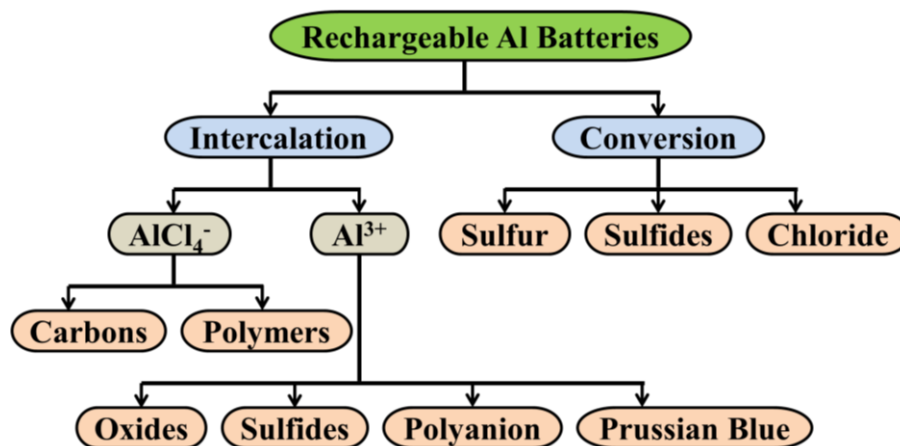 Rechargeable Al Batteries
Intercalation
Conversion
AlCl₄⁻
Al³⁺
Sulfur
Sulfides
Chloride
Carbons
Polymers
Oxides
Sulfides
Polyanion
Prussian Blue